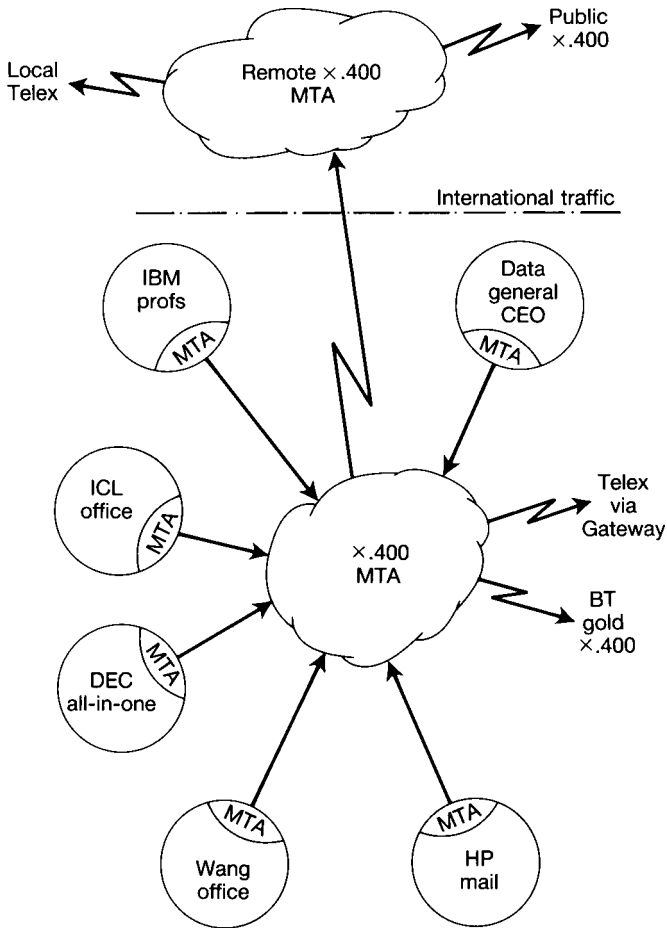 Public
×.400
Local
Telex
Remote ×.400
MTA
International traffic
IBM
profs
MTA
Data
general
CEO
MTA
ICL
office
MTA
Telex
via
Gateway
×.400
MTA
BT
gold
×.400
DEC
all-in-one
MTA
MTA
Wang
office
MTA
HP
mail